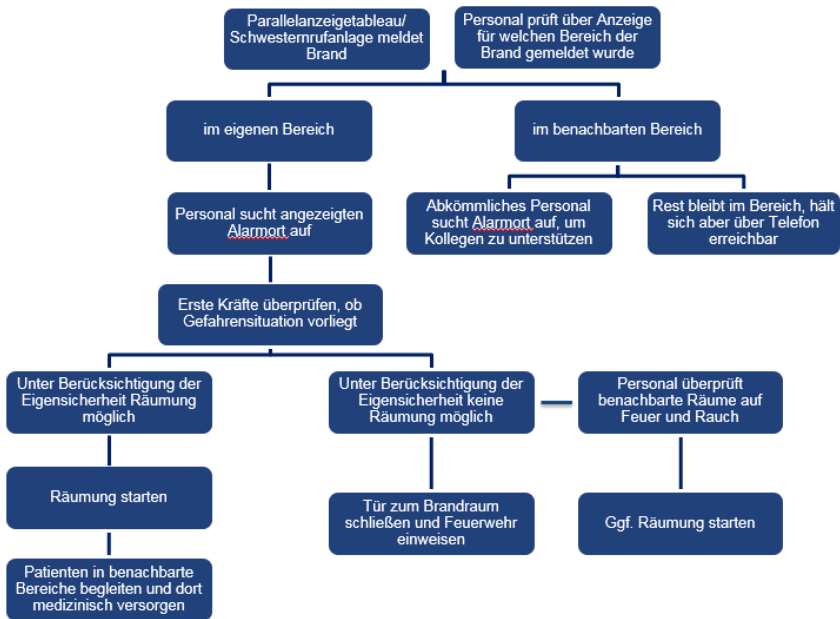 Parallelanzeigetableau/
Schwesternrufanlage meldet
Brand
Personal prüft über Anzeige
für welchen Bereich der
Brand gemeldet wurde
im eigenen Bereich
im benachbarten Bereich
Personal sucht angezeigten
Alarmort auf
Abkömmliches Personal
sucht Alarmort auf, um
Kollegen zu unterstützen
Rest bleibt im Bereich, hält
sich aber über Telefon
erreichbar
Erste Kräfte überprüfen, ob
Gefahrensituation vorliegt
Unter Berücksichtigung der
Eigensicherheit Räumung
möglich
Unter Berücksichtigung der
Eigensicherheit keine
Räumung möglich
Personal überprüft
benachbarte Räume auf
Feuer und Rauch
Räumung starten
Tür zum Brandraum
schließen und Feuerwehr
einweisen
Ggf. Räumung starten
Patienten in benachbarte
Bereiche begleiten und dort
medizinisch versorgen